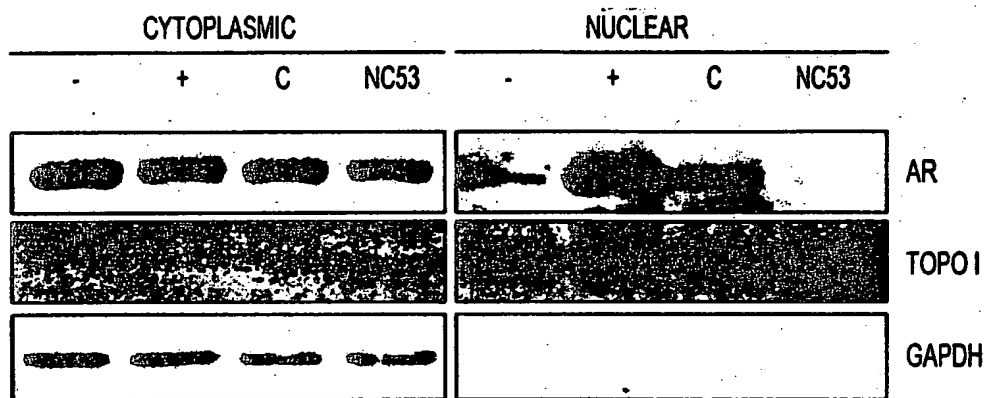 CYTOPLASMIC NUCLEAR
- + C NC53 - + C NC53
AR
TOPO I
GAPDH